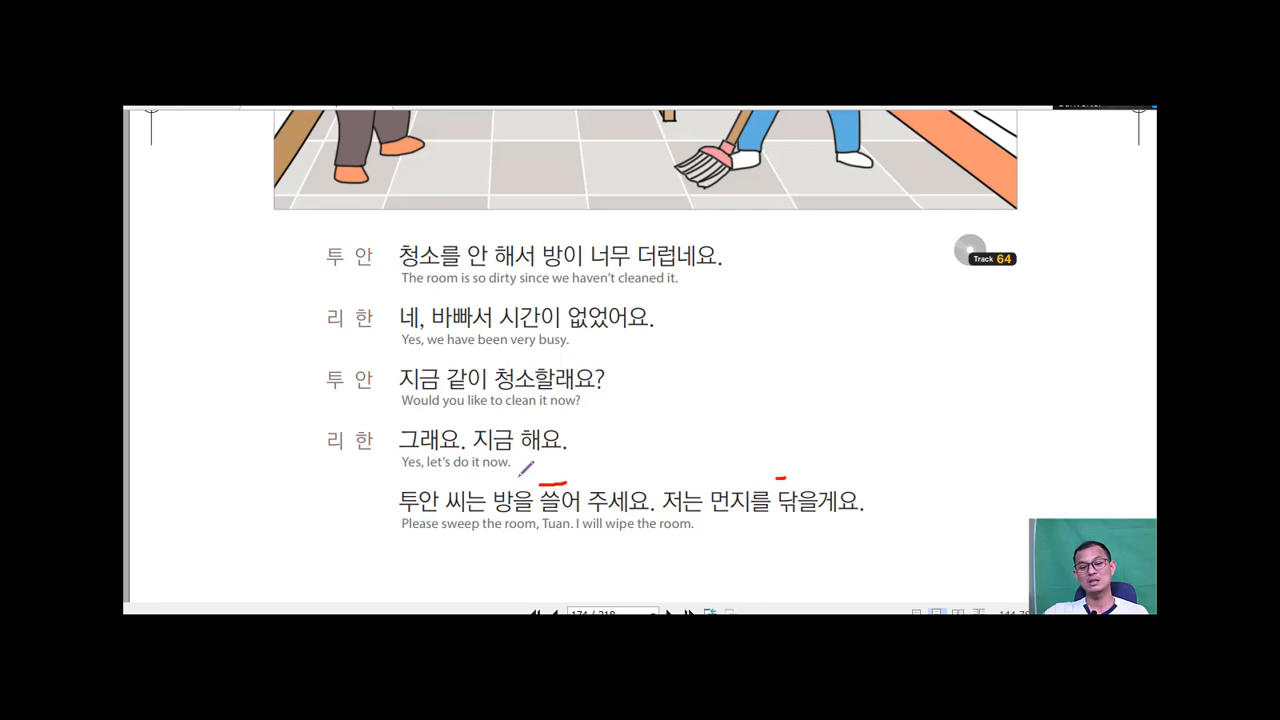 투 안 청소를 안 해서 방이 너무 더럽네요.
The room is so dirty since we haven't cleaned it.
Track 64
리 한 네, 바빠서 시간이 없었어요.
Yes, we have been very busy.
투 안 지금 같이 청소할래요?
Would you like to clean it now?
리 한 그래요. 지금 해요.
Yes, let's do it now.
투안 씨는 방을 쓸어 주세요. 저는 먼지를 닦을게요.
Please sweep the room, Tuan. I will wipe the room.